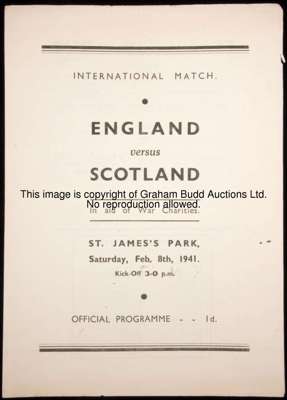 INTERNATIONAL MATCH.
ENGLAND
versus
SCOTLAND
This image is copyright of Graham Budd Auctions Ltd.
No reproduction allowed.
In aid of War Charities.
ST. JAMES'S PARK,
Saturday, Feb. 8th, 1941.
Kick-Off 3-0 p.m.
OFFICIAL PROGRAMME - - 1d.